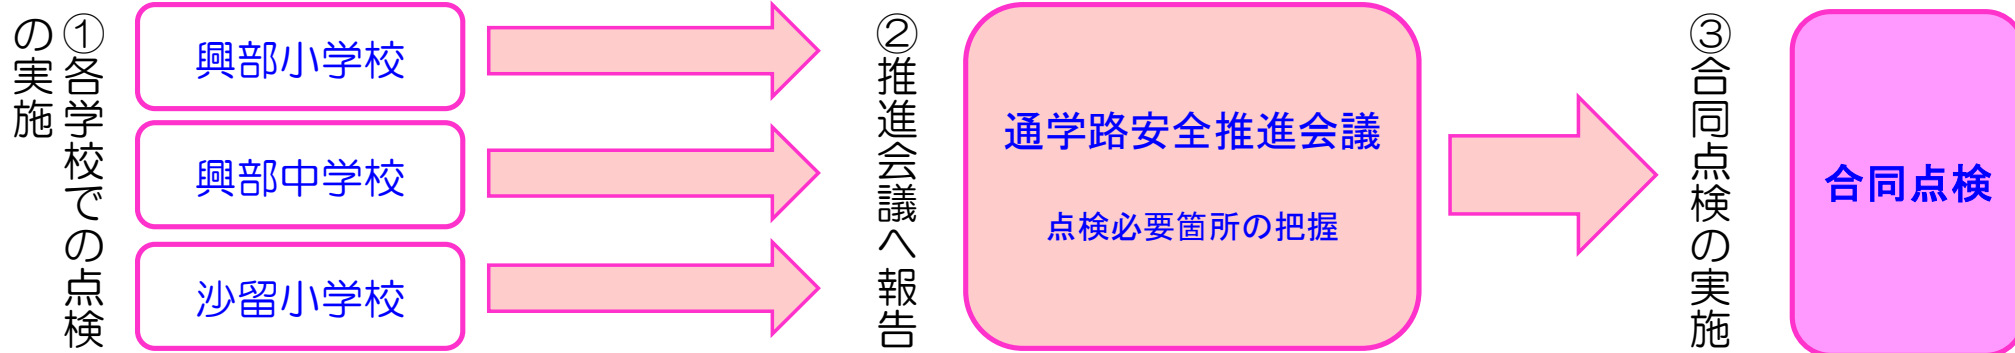 ①各学校での点検
の実施
興部小学校
興部中学校
沙留小学校
②推進会議へ報告
通学路安全推進会議
点検必要箇所の把握
③合同点検の実施
合同点検